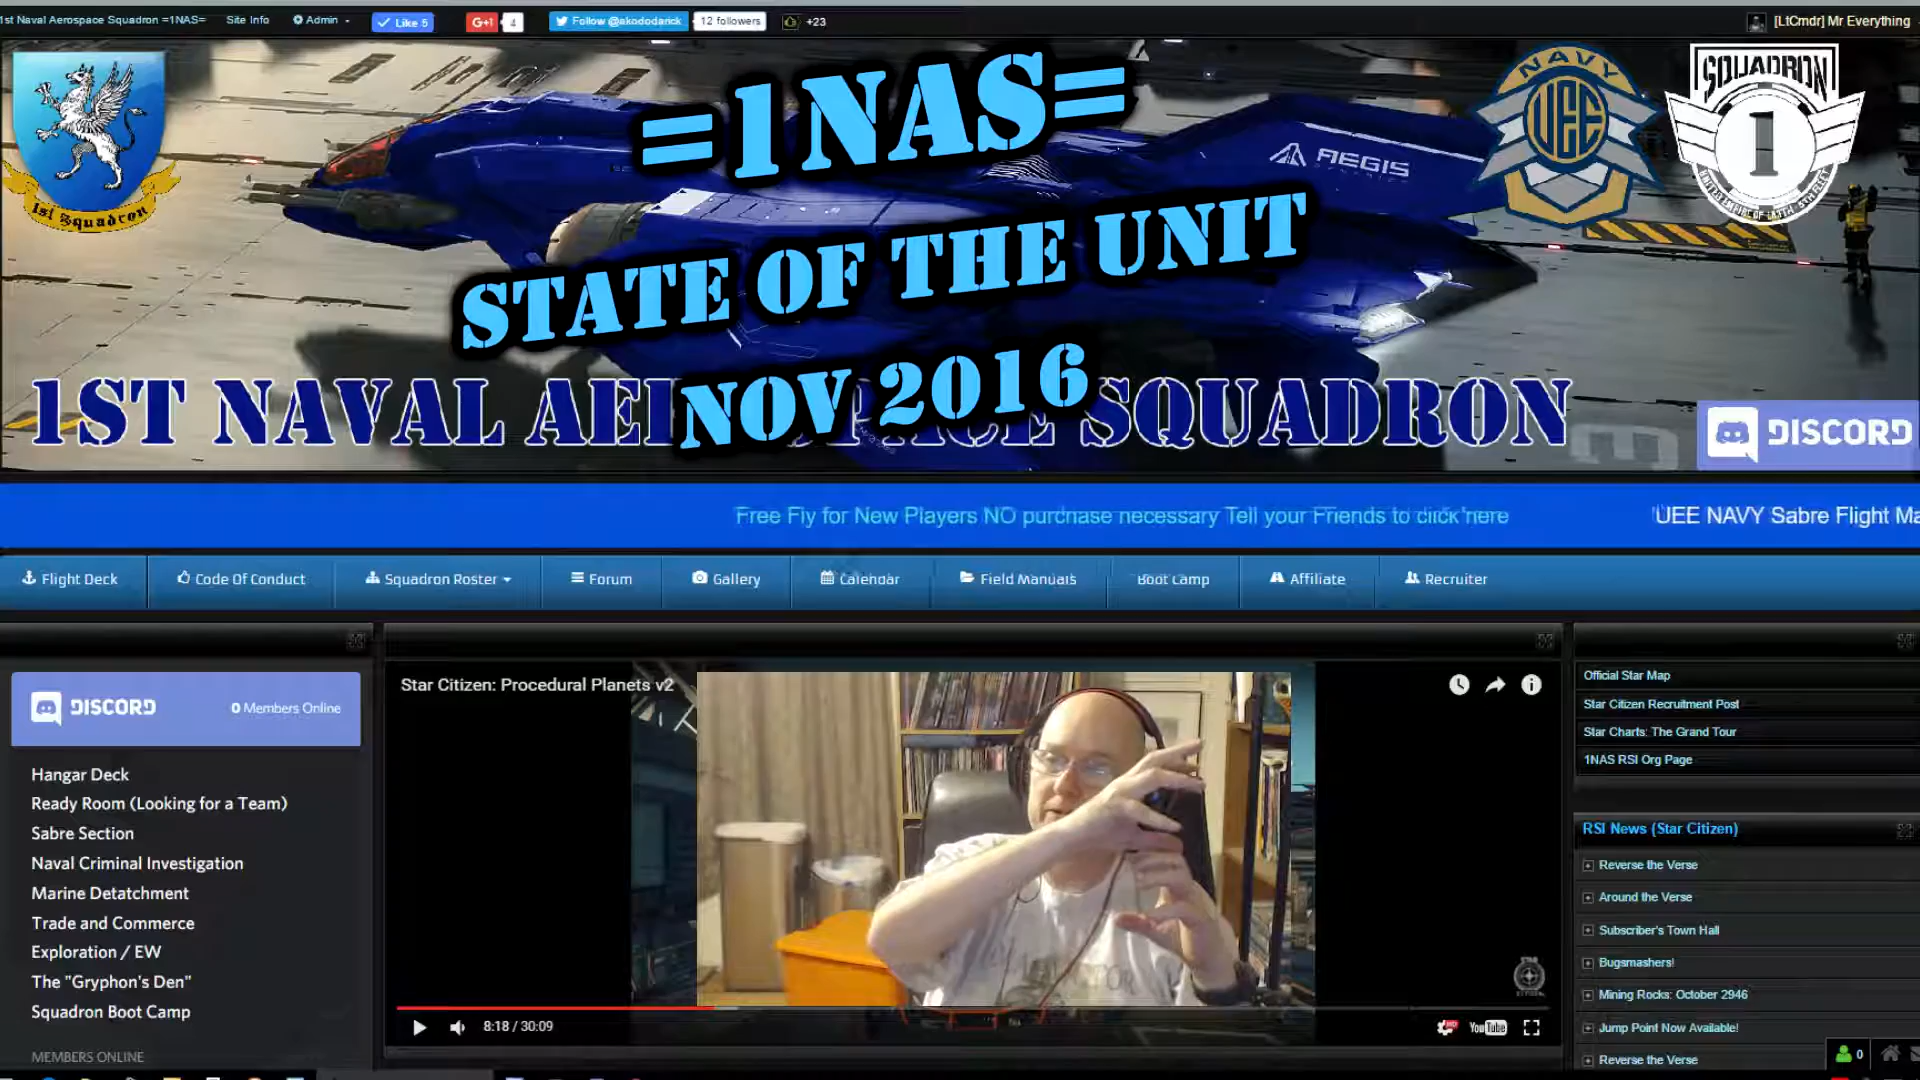 1st Naval Aerospace Squadron =1NAS=
Site Info
Admin
Like 5
G+1
4
Follow @akododarick
12 followers
+23
[LtCmdr] Mr Everything
1st Squadron
=1NAS=
STATE OF THE UNIT
NOV 2016
AEGIS
NAVY
UEE
SQUADRON
1
1ST NAVAL AE SQUADRON
DISCORD
Free Fly for New Players NO purchase necessary Tell your Friends to click here
UEE NAVY Sabre Flight Ma
Flight Deck
Code Of Conduct
Squadron Roster
Forum
Gallery
Calendar
Field Manuals
Boot Camp
Affiliate
Recruiter
DISCORD
0 Members Online
Hangar Deck
Ready Room (Looking for a Team)
Sabre Section
Naval Criminal Investigation
Marine Detatchment
Trade and Commerce
Exploration / EW
The "Gryphon's Den"
Squadron Boot Camp
MEMBERS ONLINE
Star Citizen: Procedural Planets v2
8:18 / 30:09
YouTube
Official Star Map
Star Citizen Recruitment Post
Star Charts: The Grand Tour
1NAS RSI Org Page
RSI News (Star Citizen)
Reverse the Verse
Around the Verse
Subscriber's Town Hall
Bugsmashers!
Mining Rocks: October 2946
Jump Point Now Available!
Reverse the Verse
0